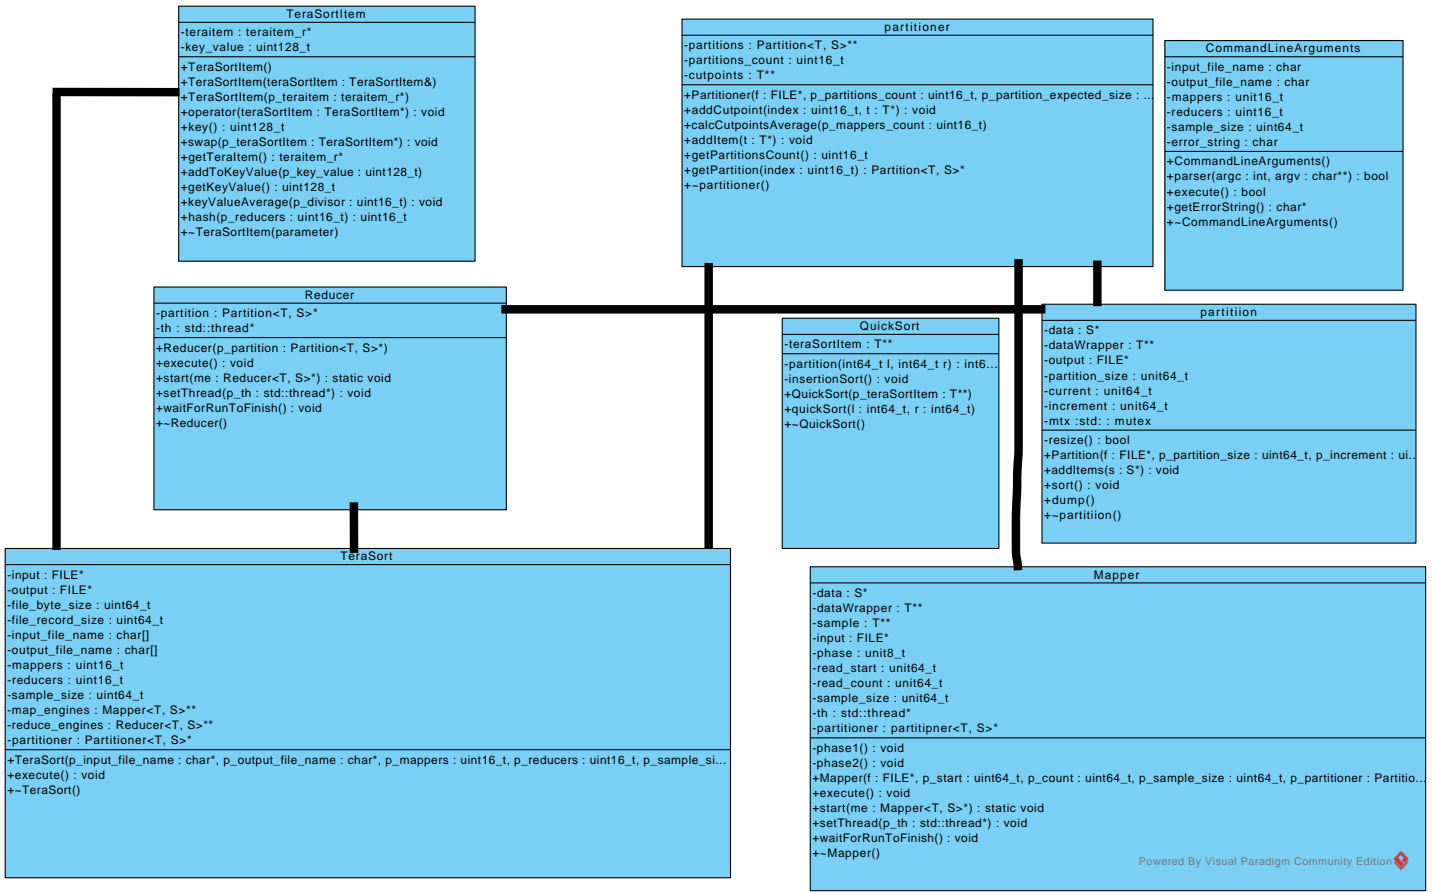 TeraSortItem
-teraitem : teraitem_r*
-key_value : uint128_t
+TeraSortItem()
+TeraSortItem(teraSortItem : TeraSortItem&)
+TeraSortItem(p_teraitem : teraitem_r*)
+operator(teraSortItem : TeraSortItem*) : void
+key() : uint128_t
+swap(p_teraSortItem : TeraSortItem*) : void
+getTeraItem() : teraitem_r*
+addToKeyValue(p_key_value : uint128_t)
+getKeyValue() : uint128_t
+keyValueAverage(p_divisor : uint16_t) : void
+hash(p_reducers : uint16_t) : uint16_t
+~TeraSortItem(parameter)
partitioner
-partitions : Partition<T, S>**
-partitions_count : uint16_t
-cutpoints : T**
+Partitioner(f : FILE*, p_partitions_count : uint16_t, p_partition_expected_size : ...
+addCutpoint(index : uint16_t, t : T*) : void
+calcCutpointsAverage(p_mappers_count : uint16_t)
+addItem(t : T*) : void
+getPartitionsCount() : uint16_t
+getPartition(index : uint16_t) : Partition<T, S>*
+~partitioner()
CommandLineArguments
-input_file_name : char
-output_file_name : char
-mappers : unit16_t
-reducers : uint16_t
-sample_size : uint64_t
-error_string : char
+CommandLineArguments()
+parser(argc : int, argv : char**) : bool
+execute() : bool
+getErrorString() : char*
+~CommandLineArguments()
Reducer
-partition : Partition<T, S>*
-th : std::thread*
+Reducer(p_partition : Partition<T, S>*)
+execute() : void
+start(me : Reducer<T, S>*) : static void
+setThread(p_th : std::thread*) : void
+waitForRunToFinish() : void
+~Reducer()
QuickSort
-teraSortItem : T**
-partition(int64_t l, int64_t r) : int6...
-insertionSort() : void
+QuickSort(p_teraSortItem : T**)
+quickSort(l : int64_t, r : int64_t)
+~QuickSort()
partitiion
-data : S*
-dataWrapper : T**
-output : FILE*
-partition_size : unit64_t
-current : unit64_t
-increment : unit64_t
-mtx :std: : mutex
-resize() : bool
+Partition(f : FILE*, p_partition_size : uint64_t, p_increment : ui...
+addItems(s : S*) : void
+sort() : void
+dump()
+~partitiion()
TeraSort
-input : FILE*
-output : FILE*
-file_byte_size : uint64_t
-file_record_size : uint64_t
-input_file_name : char[]
-output_file_name : char[]
-mappers : uint16_t
-reducers : uint16_t
-sample_size : uint64_t
-map_engines : Mapper<T, S>**
-reduce_engines : Reducer<T, S>**
-partitioner : Partitioner<T, S>*
+TeraSort(p_input_file_name : char*, p_output_file_name : char*, p_mappers : uint16_t, p_reducers : uint16_t, p_sample_si...
+execute() : void
+~TeraSort()
Mapper
-data : S*
-dataWrapper : T**
-sample : T**
-input : FILE*
-phase : unit8_t
-read_start : unit64_t
-read_count : unit64_t
-sample_size : unit64_t
-th : std::thread*
-partitioner : partitipner<T, S>*
-phase1() : void
-phase2() : void
+Mapper(f : FILE*, p_start : uint64_t, p_count : uint64_t, p_sample_size : uint64_t, p_partitioner : Partitio...
+execute() : void
+start(me : Mapper<T, S>*) : static void
+setThread(p_th : std::thread*) : void
+waitForRunToFinish() : void
+~Mapper()
Powered By Visual Paradigm Community Edition